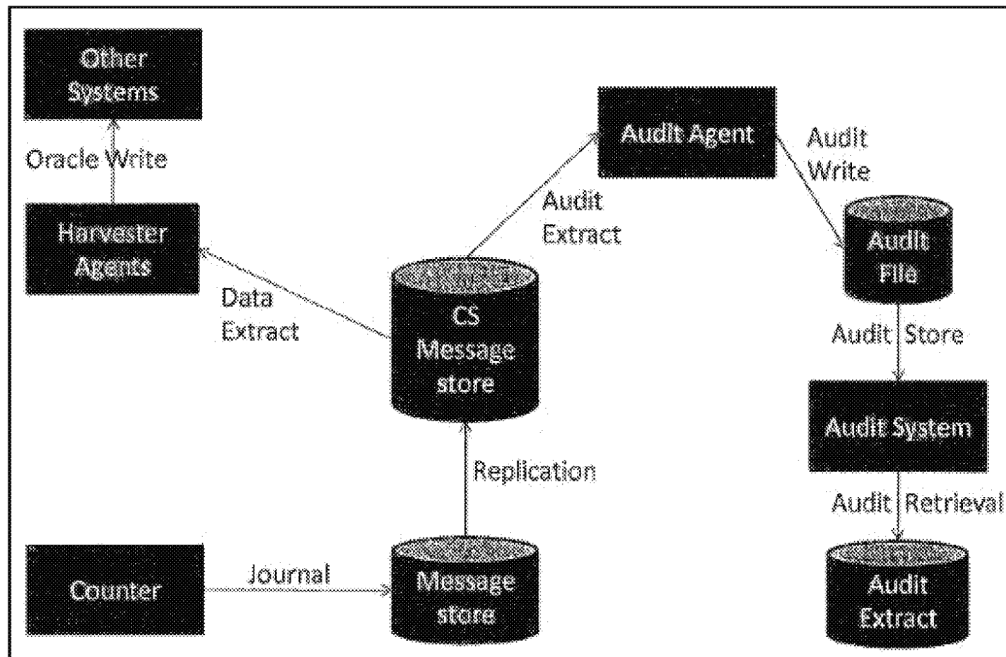 Other
Systems
Oracle Write
Harvester
Agents
Data
Extract
CS
Message
store
Audit
Extract
Audit Agent
Audit
Write
Audit
File
Audit Store
Audit System
Audit Retrieval
Audit
Extract
Replication
Counter
Journal
Message
store